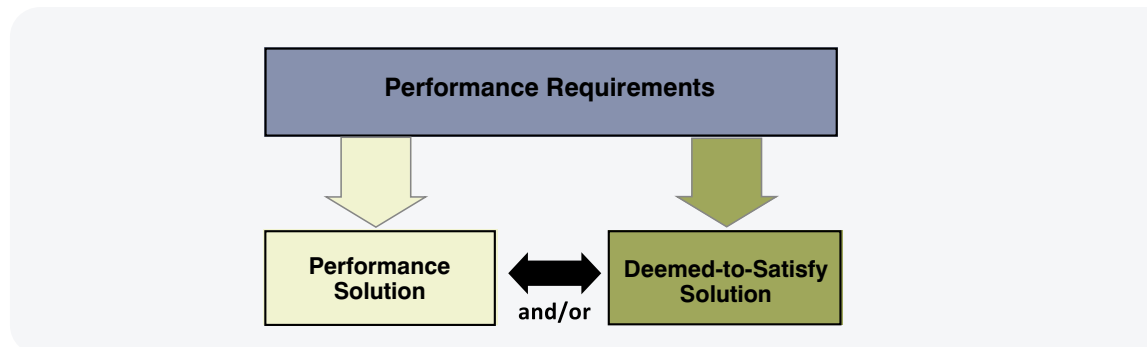 Performance Requirements
Performance
Solution
and/or
Deemed-to-Satisfy
Solution